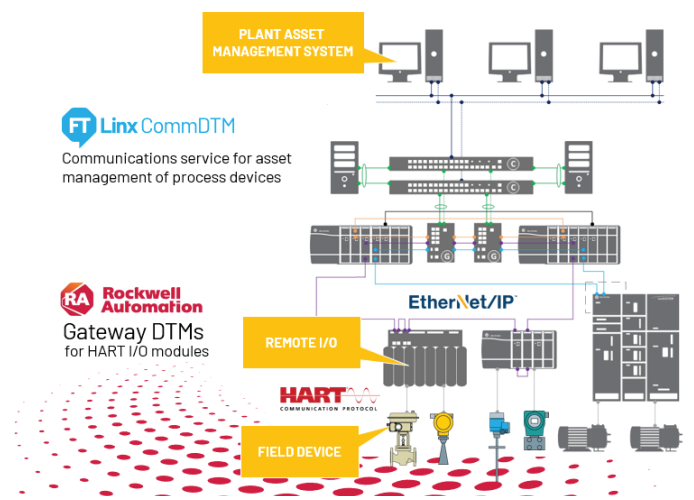 PLANT ASSET
MANAGEMENT SYSTEM
FT Linx CommDTM
Communications service for asset
management of process devices
C
C
G
G
RA Rockwell
Automation
Gateway DTMs
for HART I/O modules
EtherNet/IP™
REMOTE I/O
HART
COMMUNICATION PROTOCOL
FIELD DEVICE